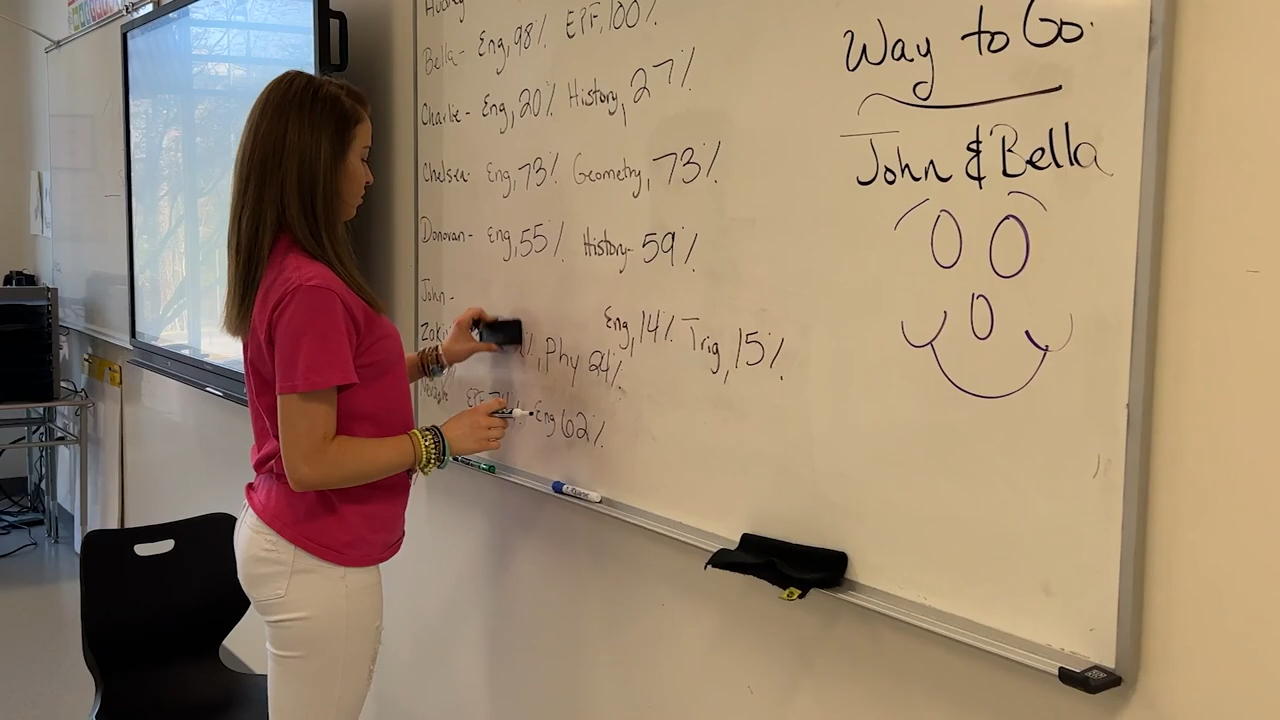 Bella- Eng, 98% EPF, 100%
Charlie- Eng, 20% History, 27%
Chelsea- Eng, 73% Geometry, 73%
Donovan- Eng, 55% History- 59%
John-
Eng, 14% Trig, 15%
%, Phy 24%
EPF % Eng 62%
Way to Go
John & Bella